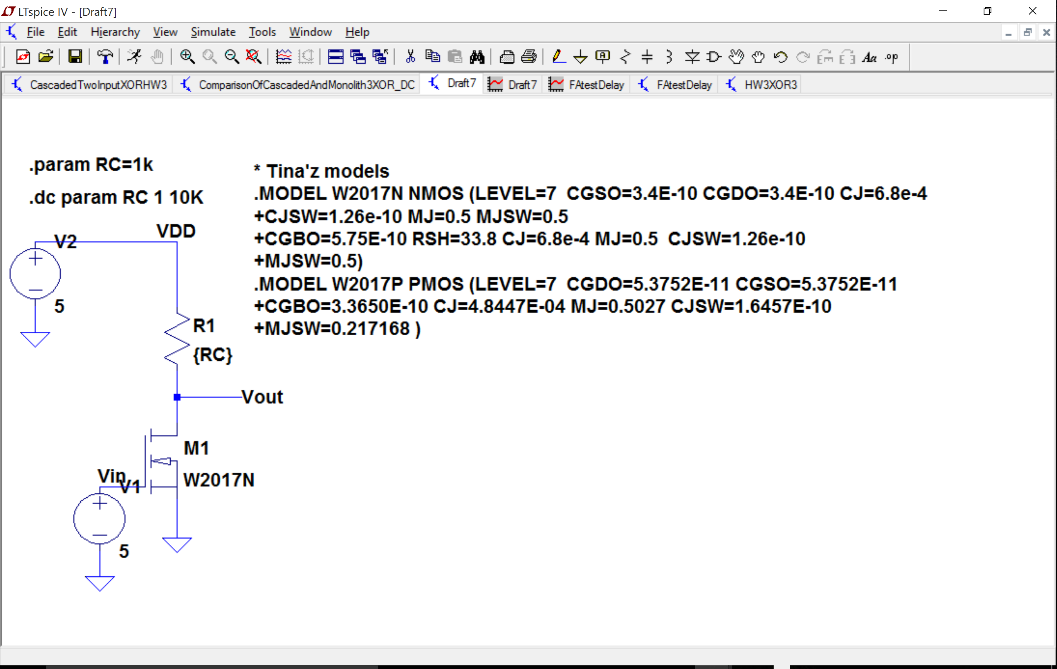 LTspice IV - [Draft7]
File Edit Hierarchy View Simulate Tools Window Help
CascadedTwoInputXORHW3 ComparisonOfCascadedAndMonolith3XOR_DC Draft7 Draft7 FAtestDelay FAtestDelay HW3XOR3
.param RC=1k
.dc param RC 1 10K
* Tina'z models
.MODEL W2017N NMOS (LEVEL=7 CGSO=3.4E-10 CGDO=3.4E-10 CJ=6.8e-4
+CJSW=1.26e-10 MJ=0.5 MJSW=0.5
+CGBO=5.75E-10 RSH=33.8 CJ=6.8e-4 MJ=0.5 CJSW=1.26e-10
+MJSW=0.5)
.MODEL W2017P PMOS (LEVEL=7 CGDO=5.3752E-11 CGSO=5.3752E-11
+CGBO=3.3650E-10 CJ=4.8447E-04 MJ=0.5027 CJSW=1.6457E-10
+MJSW=0.217168 )
V2
VDD
5
R1
{RC}
Vout
M1
W2017N
Vin
V1
5